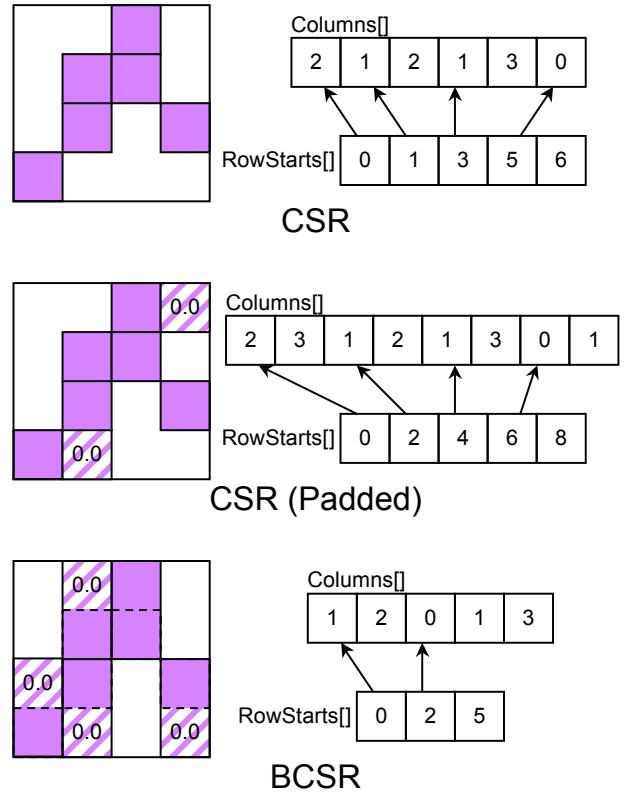 Columns[]
2 1 2 1 3 0
RowStarts[] 0 1 3 5 6
CSR
0.0
Columns[]
2 3 1 2 1 3 0 1
RowStarts[] 0 2 4 6 8
0.0
CSR (Padded)
0.0
Columns[]
1 2 0 1 3
0.0
RowStarts[] 0 2 5
0.0 0.0
BCSR